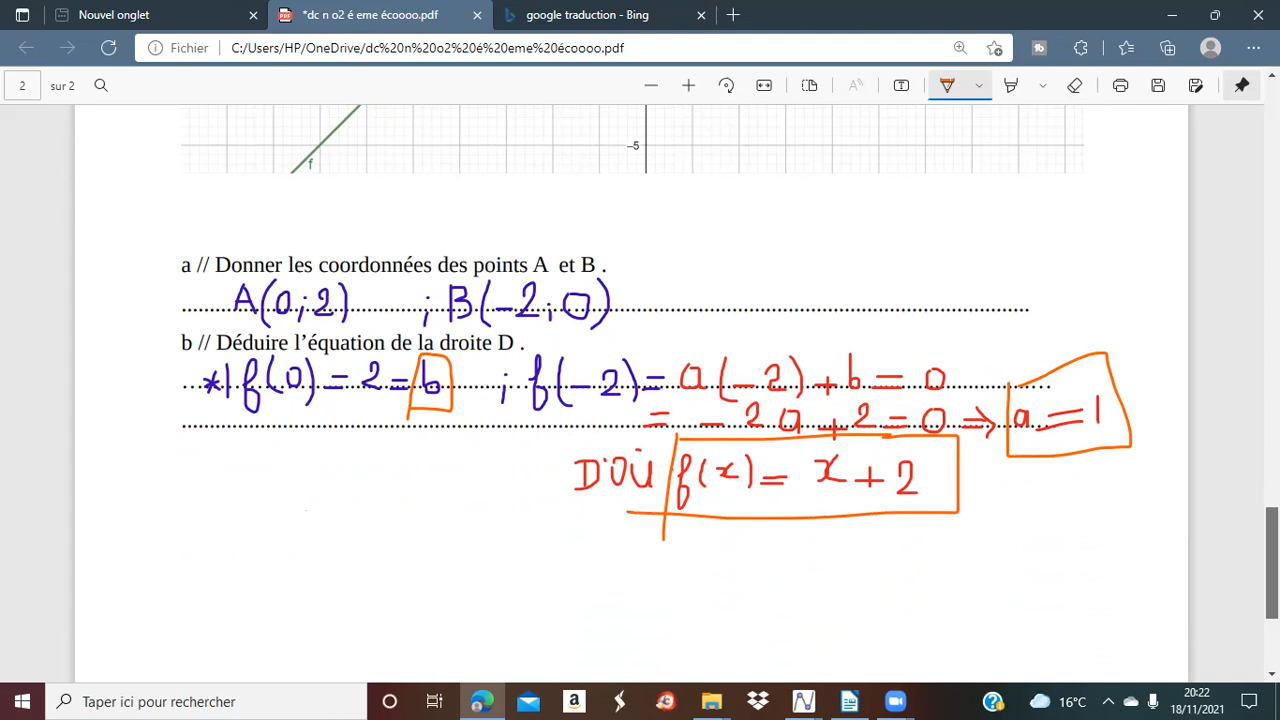 Nouvel onglet
*dc n o2 é eme écoooo.pdf
google traduction - Bing
Fichier
C:/Users/HP/OneDrive/dc%20n%20o2%20é%20eme%20écoooo.pdf
2 sur 2
-5
f
a // Donner les coordonnées des points A et B .
A(0;2) ; B(-2;0)
b // Déduire l'équation de la droite D .
*| f(0) = 2 = b ; f(-2) = a(-2)+b = 0
= - 2a + 2 = 0 ⇒ a = 1
D'OÙ f(x) = x + 2
Taper ici pour rechercher
16°C
20:22
18/11/2021